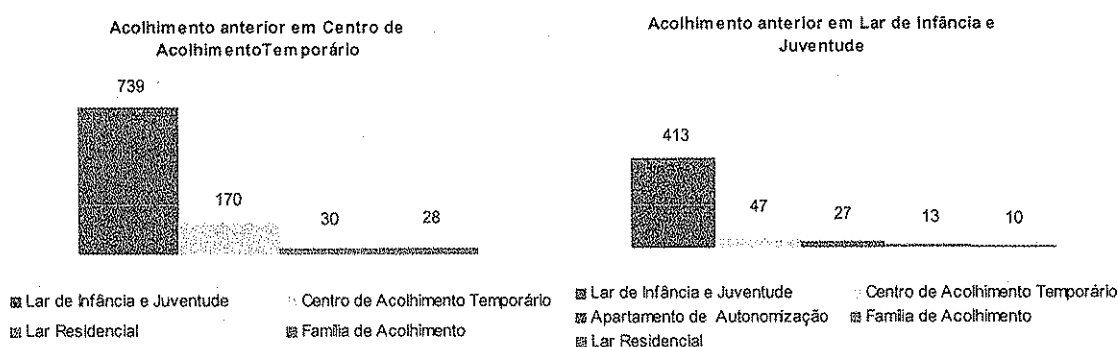 Acolhimento anterior em Centro de
AcolhimentoTemporário
739
170
30
28
Lar de Infância e Juventude
Centro de Acolhimento Temporário
Lar Residencial
Família de Acolhimento
Acolhimento anterior em Lar de Infância e
Juventude
413
47
27
13
10
Lar de Infância e Juventude
Centro de Acolhimento Temporário
Apartamento de Autonomização
Família de Acolhimento
Lar Residencial